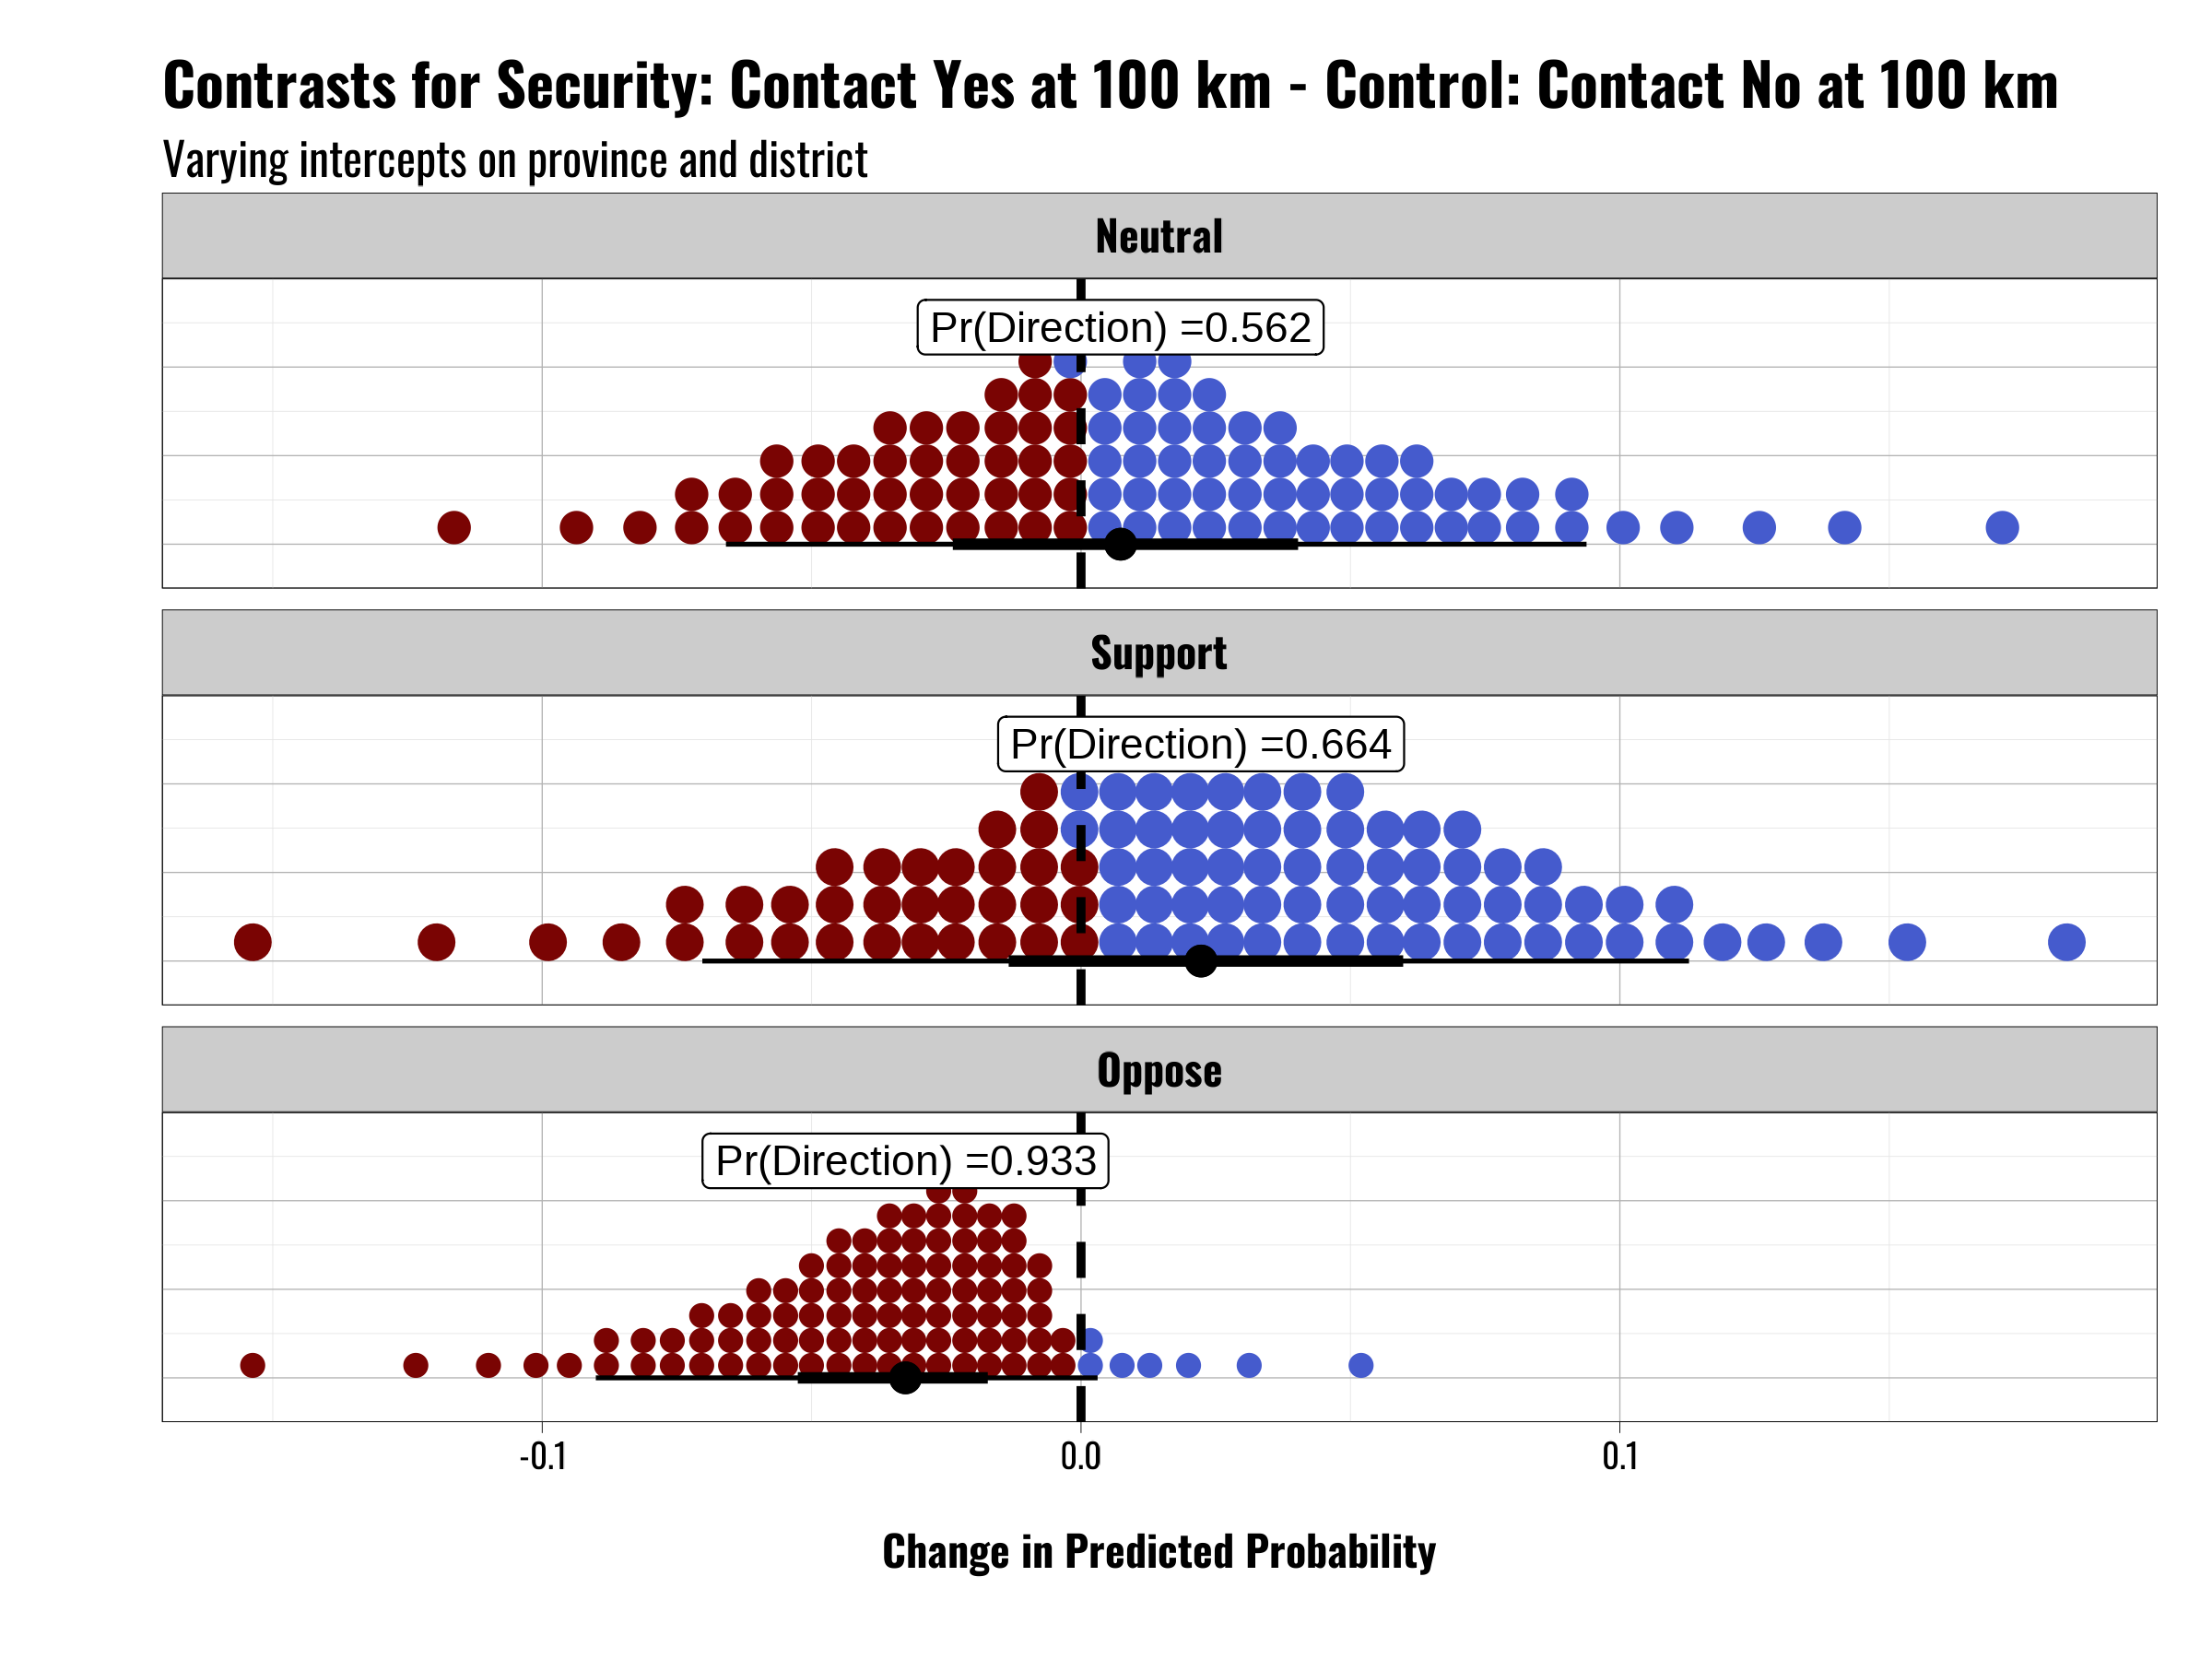 Contrasts for Security: Contact Yes at 100 km - Control: Contact No at 100 km
Varying intercepts on province and district
Neutral
Pr(Direction) =0.562
Support
Pr(Direction) =0.664
Oppose
Pr(Direction) =0.933
-0.1 0.0 0.1
Change in Predicted Probability